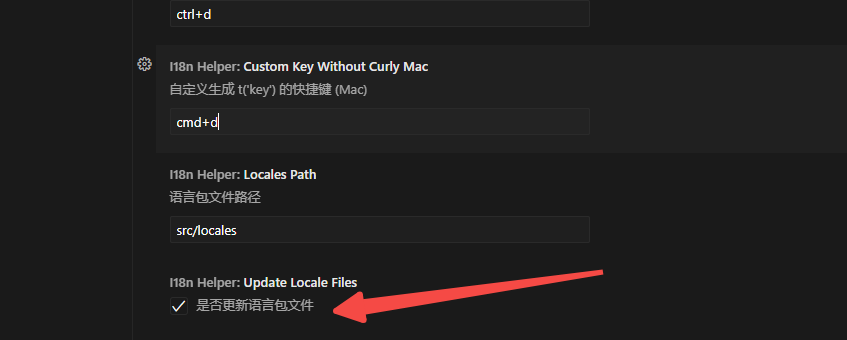 ctrl+d
I18n Helper: Custom Key Without Curly Mac
自定义生成 t('key') 的快捷键 (Mac)
cmd+d
I18n Helper: Locales Path
语言包文件路径
src/locales
I18n Helper: Update Locale Files
是否更新语言包文件